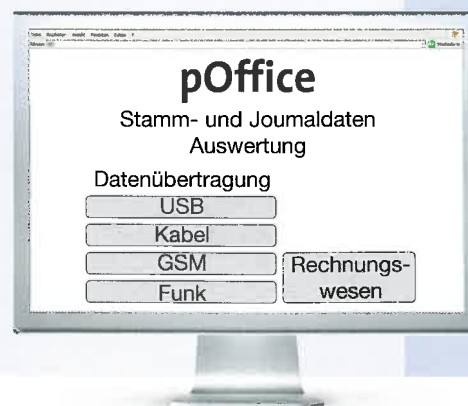 pOffice
Stamm- und Joumaldaten
Auswertung
Datenübertragung
USB
Kabel
GSM
Funk
Rechnungs-
wesen